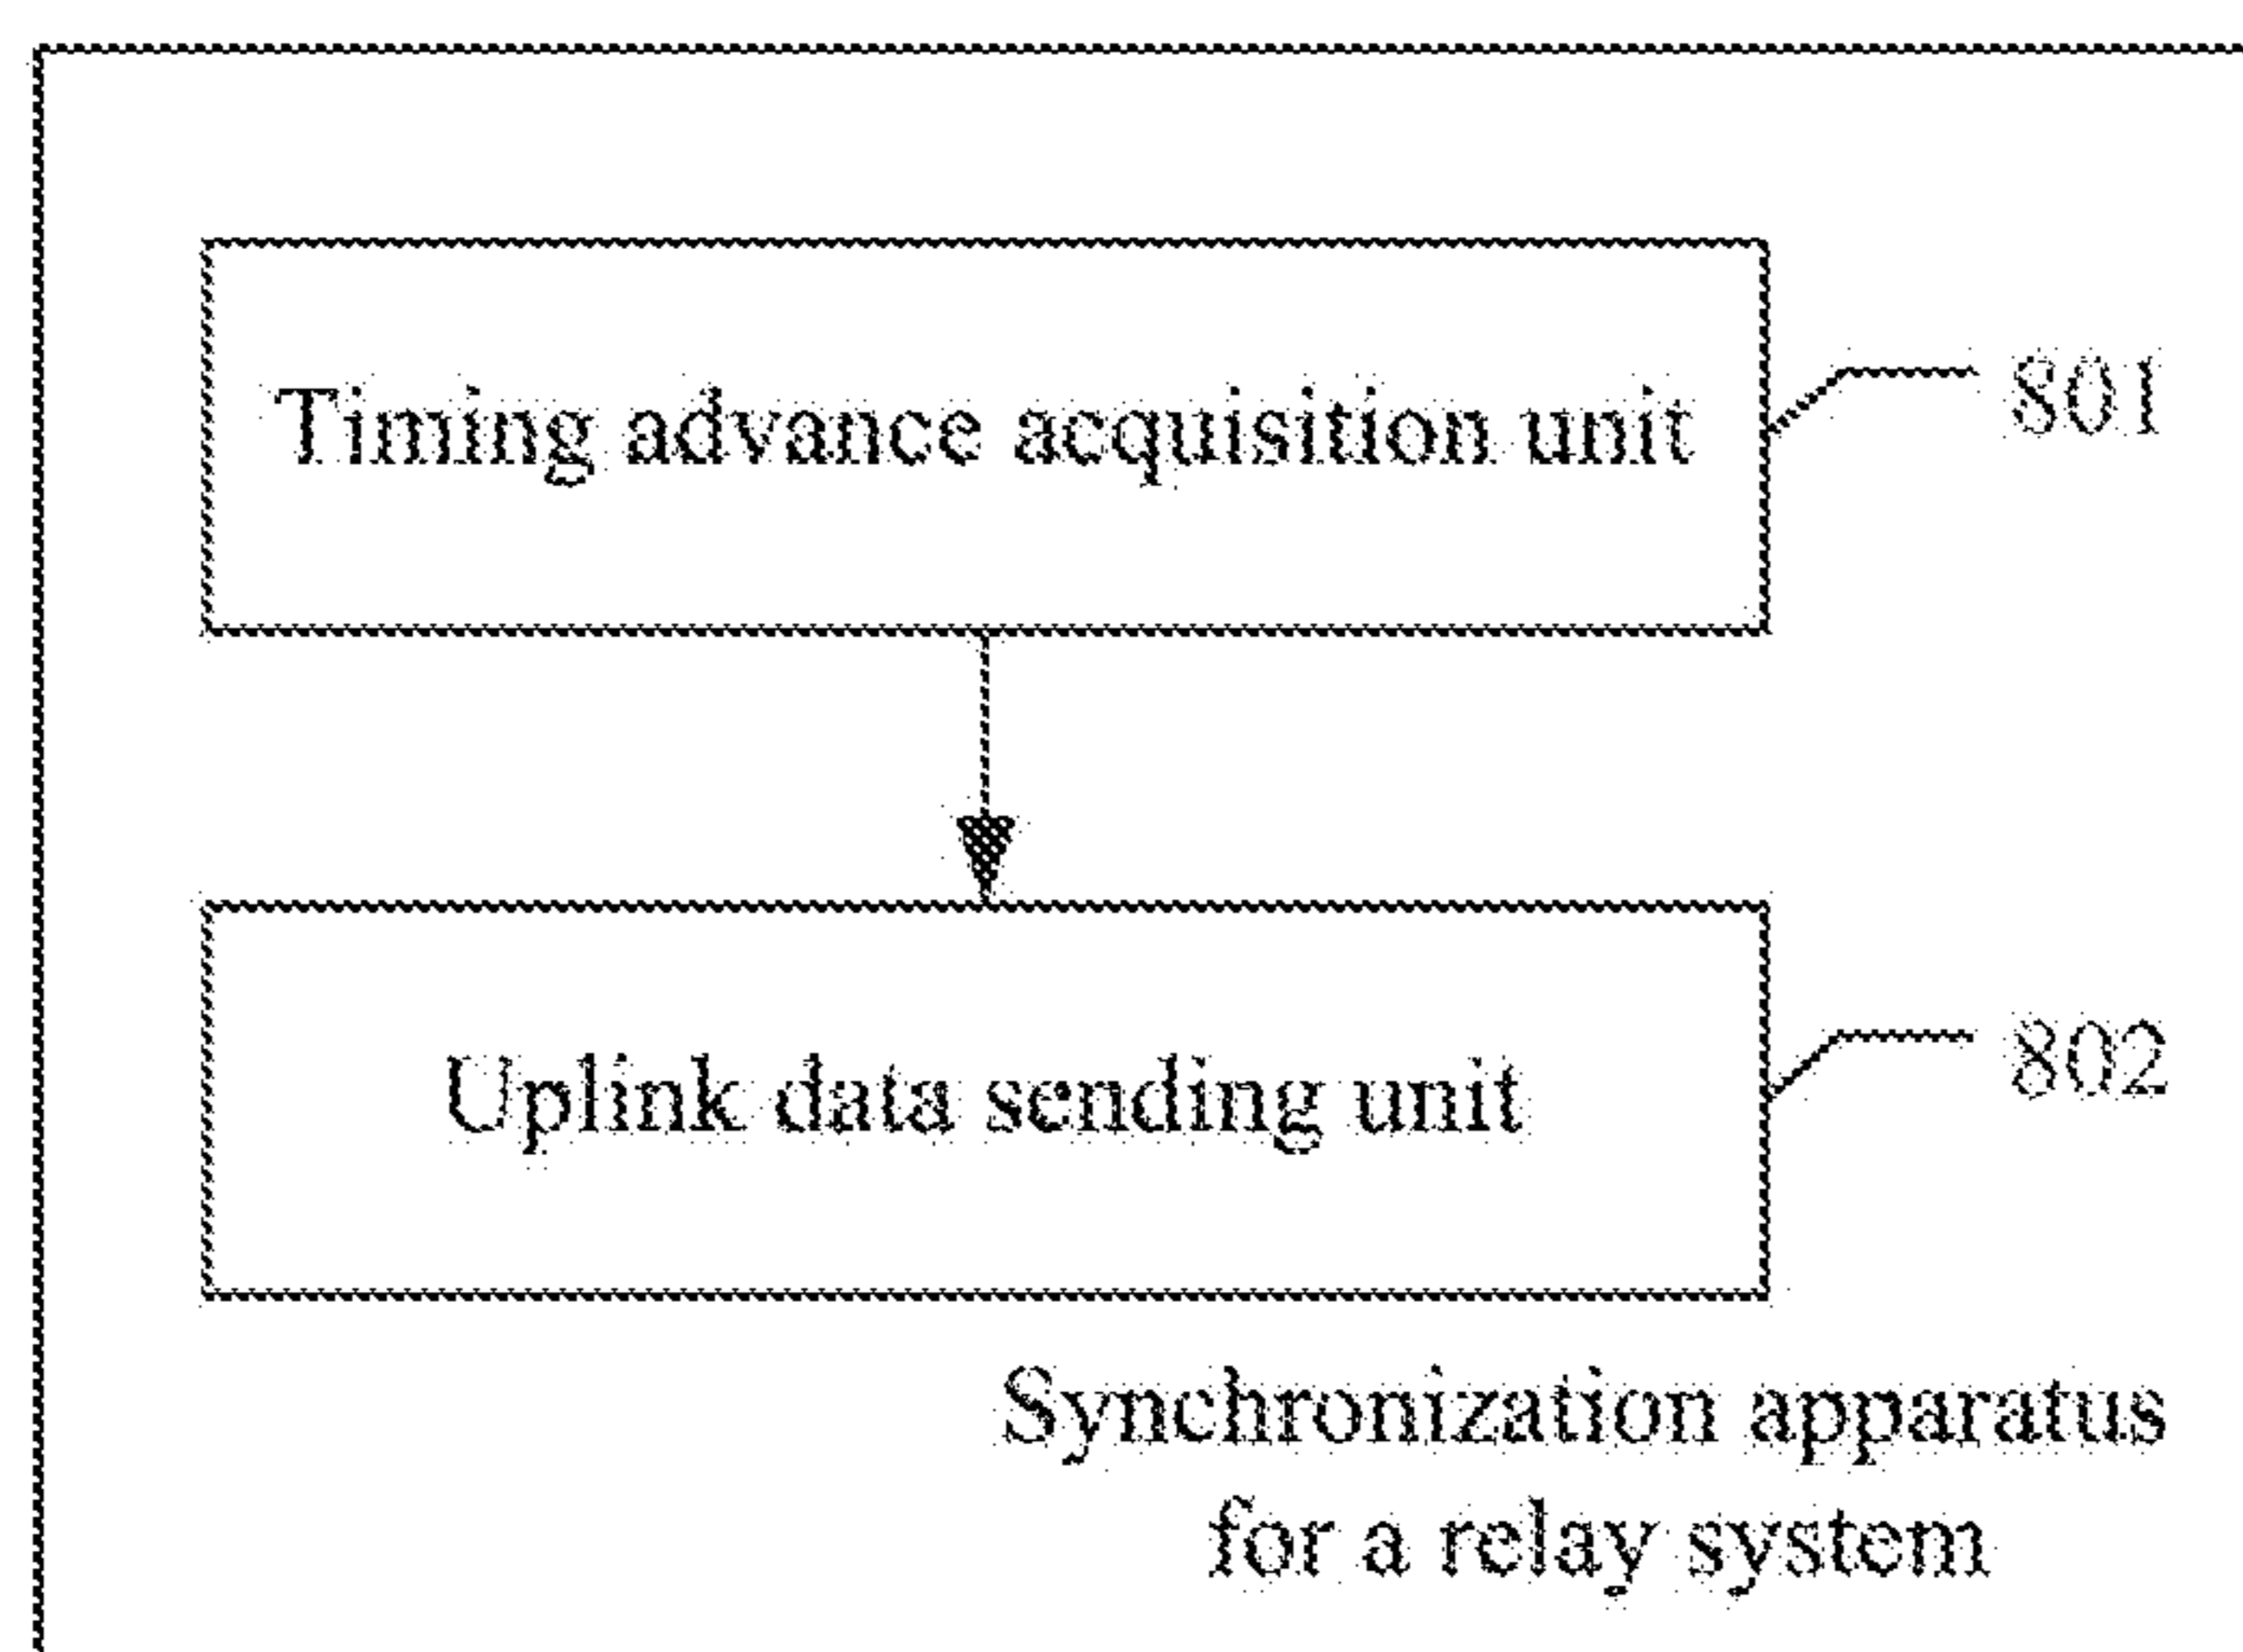 Timing advance acquisition unit
801
Uplink data sending unit
802
Synchronization apparatus
for a relay system